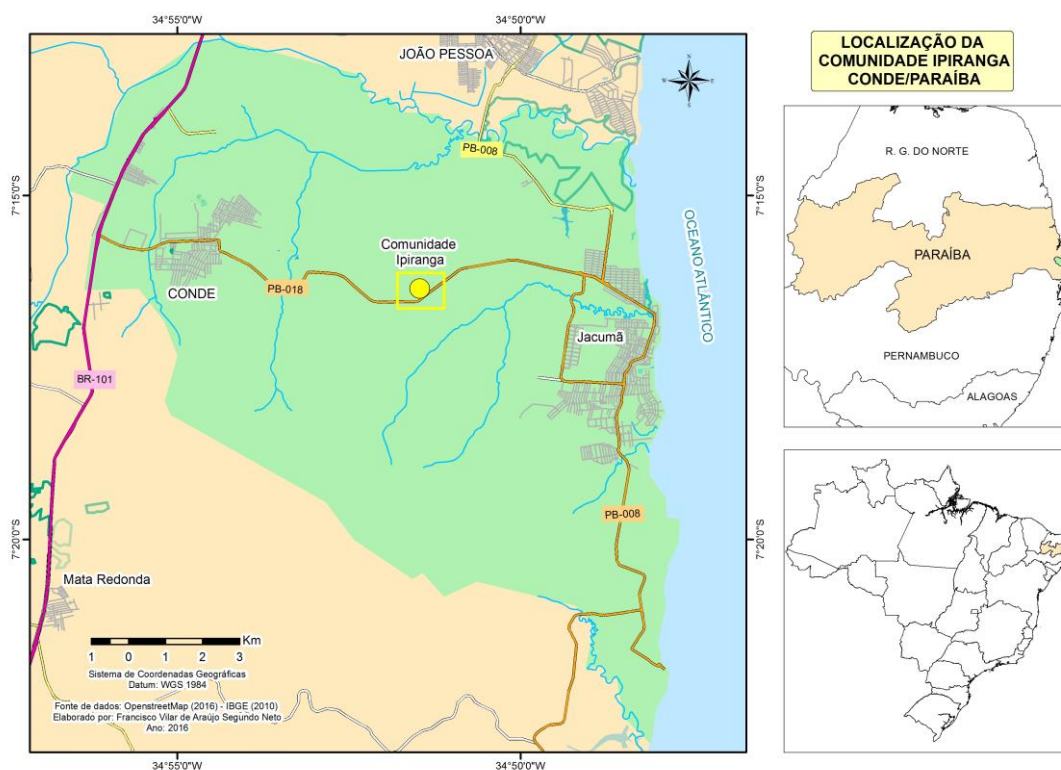 34°55'0"W
34°50'0"W
JOÃO PESSOA
PB-008
7°15'0"S
7°15'0"S
OCEANO ATLÂNTICO
Comunidade
Ipiranga
CONDE
PB-018
Jacumã
BR-101
PB-008
7°20'0"S
7°20'0"S
Mata Redonda
Km
1 0 1 2 3
Sistema de Coordenadas Geográficas
Datum: WGS 1984
Fonte de dados: OpenstreetMap (2016) - IBGE (2010)
Elaborado por: Francisco Vilar de Araújo Segundo Neto
Ano: 2016
34°55'0"W
34°50'0"W
LOCALIZAÇÃO DA
COMUNIDADE IPIRANGA
CONDE/PARAÍBA
R. G. DO NORTE
PARAÍBA
PERNAMBUCO
ALAGOAS